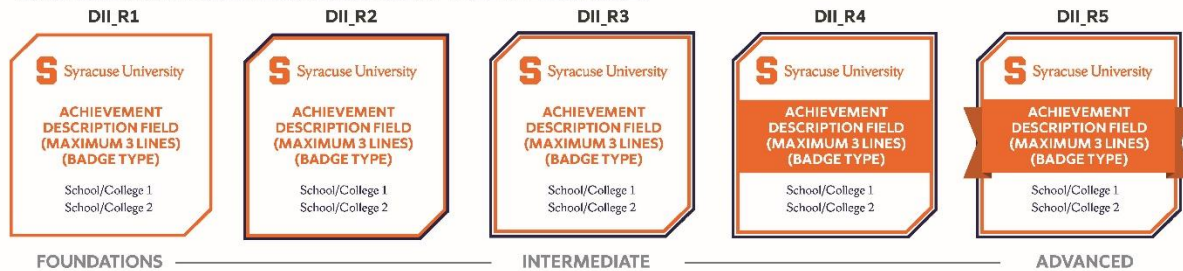 DII_R1
S Syracuse University
ACHIEVEMENT
DESCRIPTION FIELD
(MAXIMUM 3 LINES)
(BADGE TYPE)
School/College 1
School/College 2
DII_R2
S Syracuse University
ACHIEVEMENT
DESCRIPTION FIELD
(MAXIMUM 3 LINES)
(BADGE TYPE)
School/College 1
School/College 2
DII_R3
S Syracuse University
ACHIEVEMENT
DESCRIPTION FIELD
(MAXIMUM 3 LINES)
(BADGE TYPE)
School/College 1
School/College 2
DII_R4
S Syracuse University
ACHIEVEMENT
DESCRIPTION FIELD
(MAXIMUM 3 LINES)
(BADGE TYPE)
School/College 1
School/College 2
DII_R5
S Syracuse University
ACHIEVEMENT
DESCRIPTION FIELD
(MAXIMUM 3 LINES)
(BADGE TYPE)
School/College 1
School/College 2
FOUNDATIONS
INTERMEDIATE
ADVANCED